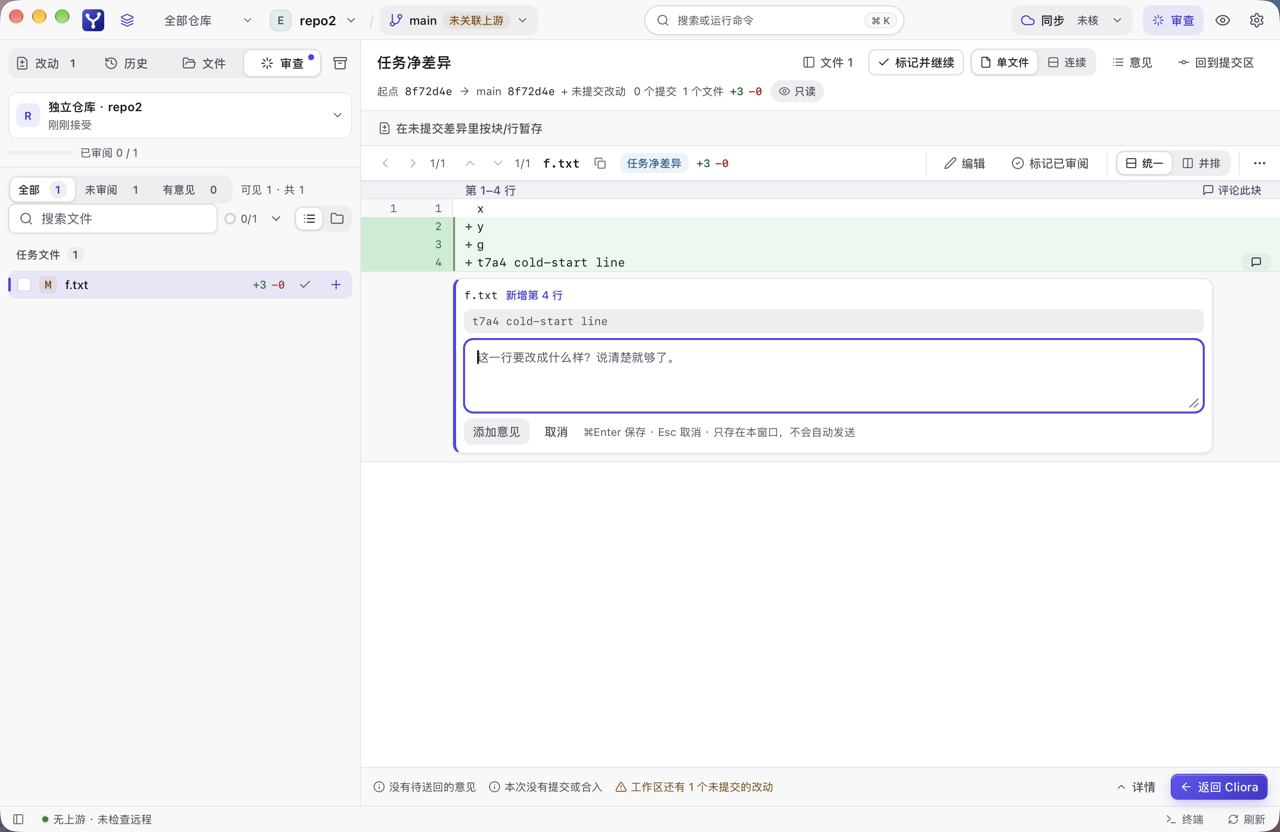 全部仓库 E repo2 / main 未关联上游 搜索或运行命令 ⌘ K 同步 未核 审查
改动 1 历史 文件 审查
R 独立仓库 · repo2
刚刚接受
已审阅 0 / 1
全部 1 未审阅 1 有意见 0 可见 1 · 共 1
搜索文件 0/1
任务文件 1
M f.txt +3 −0
任务净差异 文件 1 标记并继续 单文件 连续 意见 回到提交区
起点 8f72d4e → main 8f72d4e + 未提交改动 0 个提交 1 个文件 +3 −0 只读
在未提交差异里按块/行暂存
1/1 1/1 f.txt 任务净差异 +3 −0 编辑 标记已审阅 统一 并排
第 1–4 行 评论此块
1 1 x
2 + y
3 + g
4 + t7a4 cold-start line
f.txt 新增第 4 行
t7a4 cold-start line
这一行要改成什么样？说清楚就够了。
添加意见 取消 ⌘Enter 保存 · Esc 取消 · 只存在本窗口，不会自动发送
没有待送回的意见 本次没有提交或合入 工作区还有 1 个未提交的改动 详情 返回 Cliora
无上游 · 未检查远程 终端 刷新